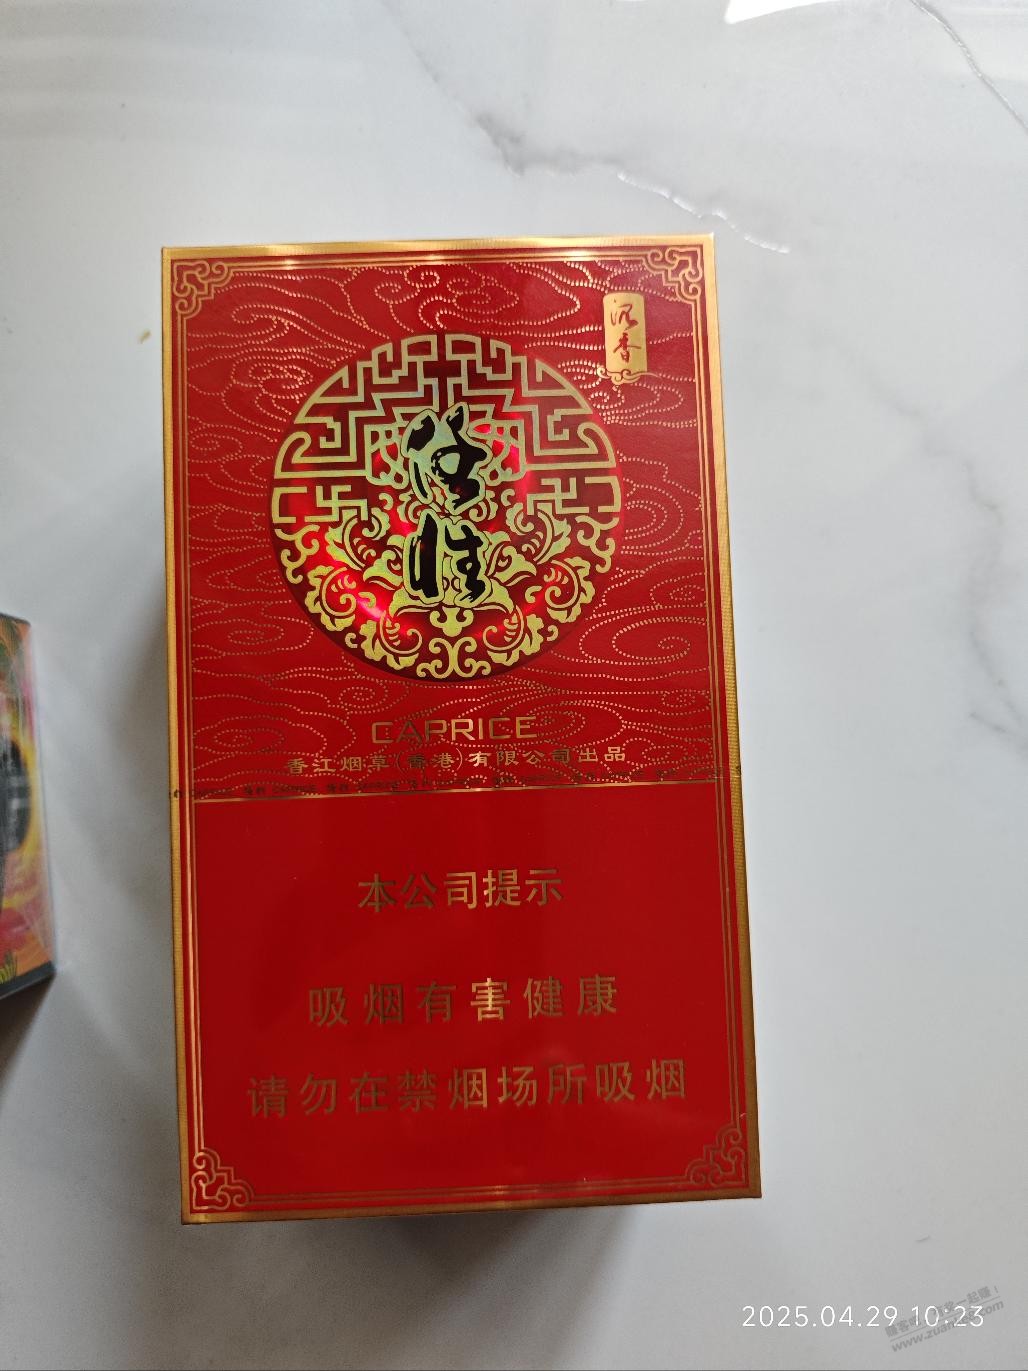 沉香
随性
CAPRICE
香江烟草(香港)有限公司出品
本公司提示
吸烟有害健康
请勿在禁烟场所吸烟
2025.04.29 10:23